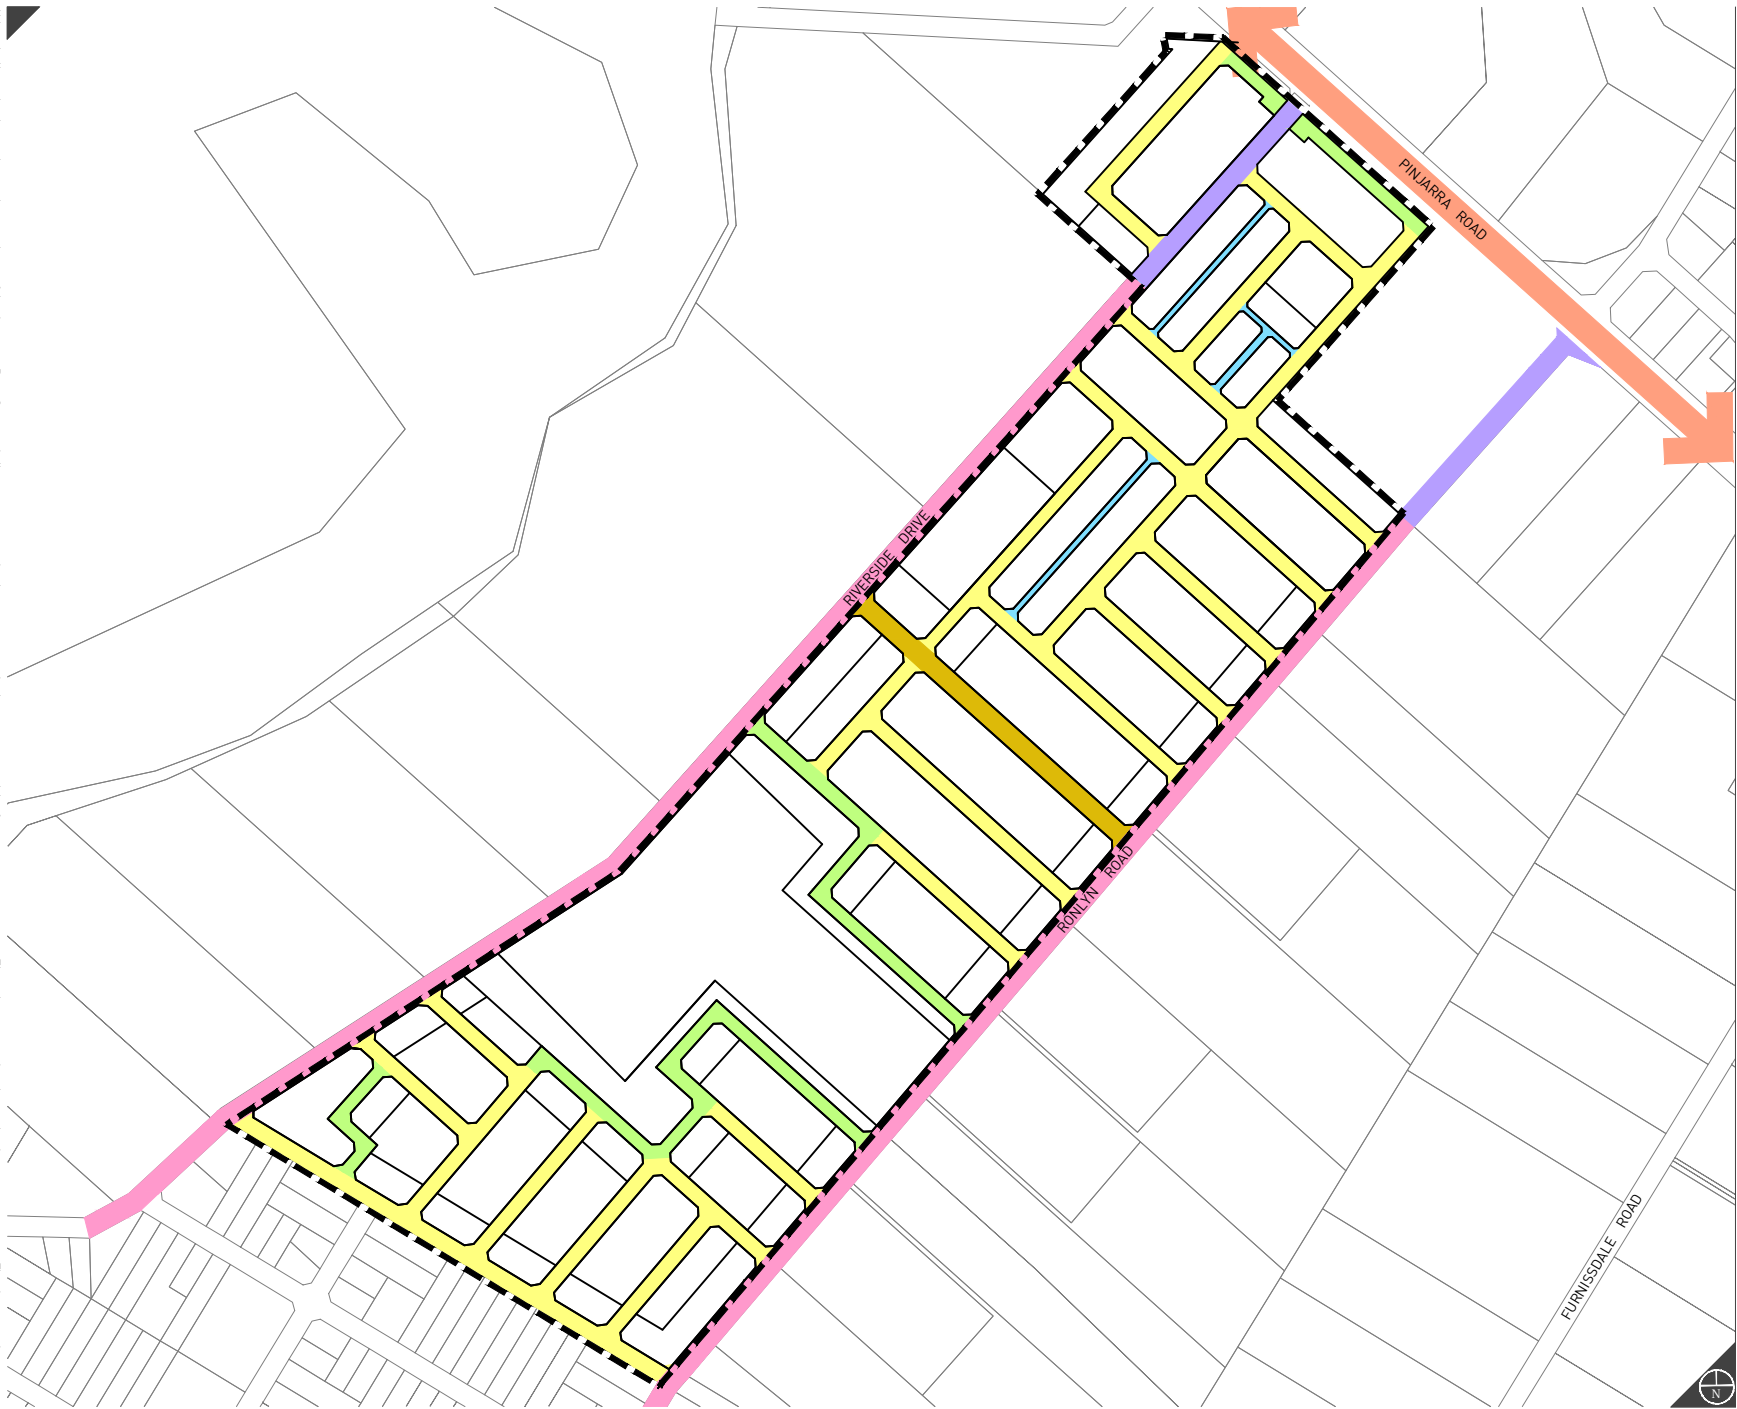 PINJARRA ROAD
RIVERSIDE DRIVE
RONLYN ROAD
FURNISSDALE ROAD
N